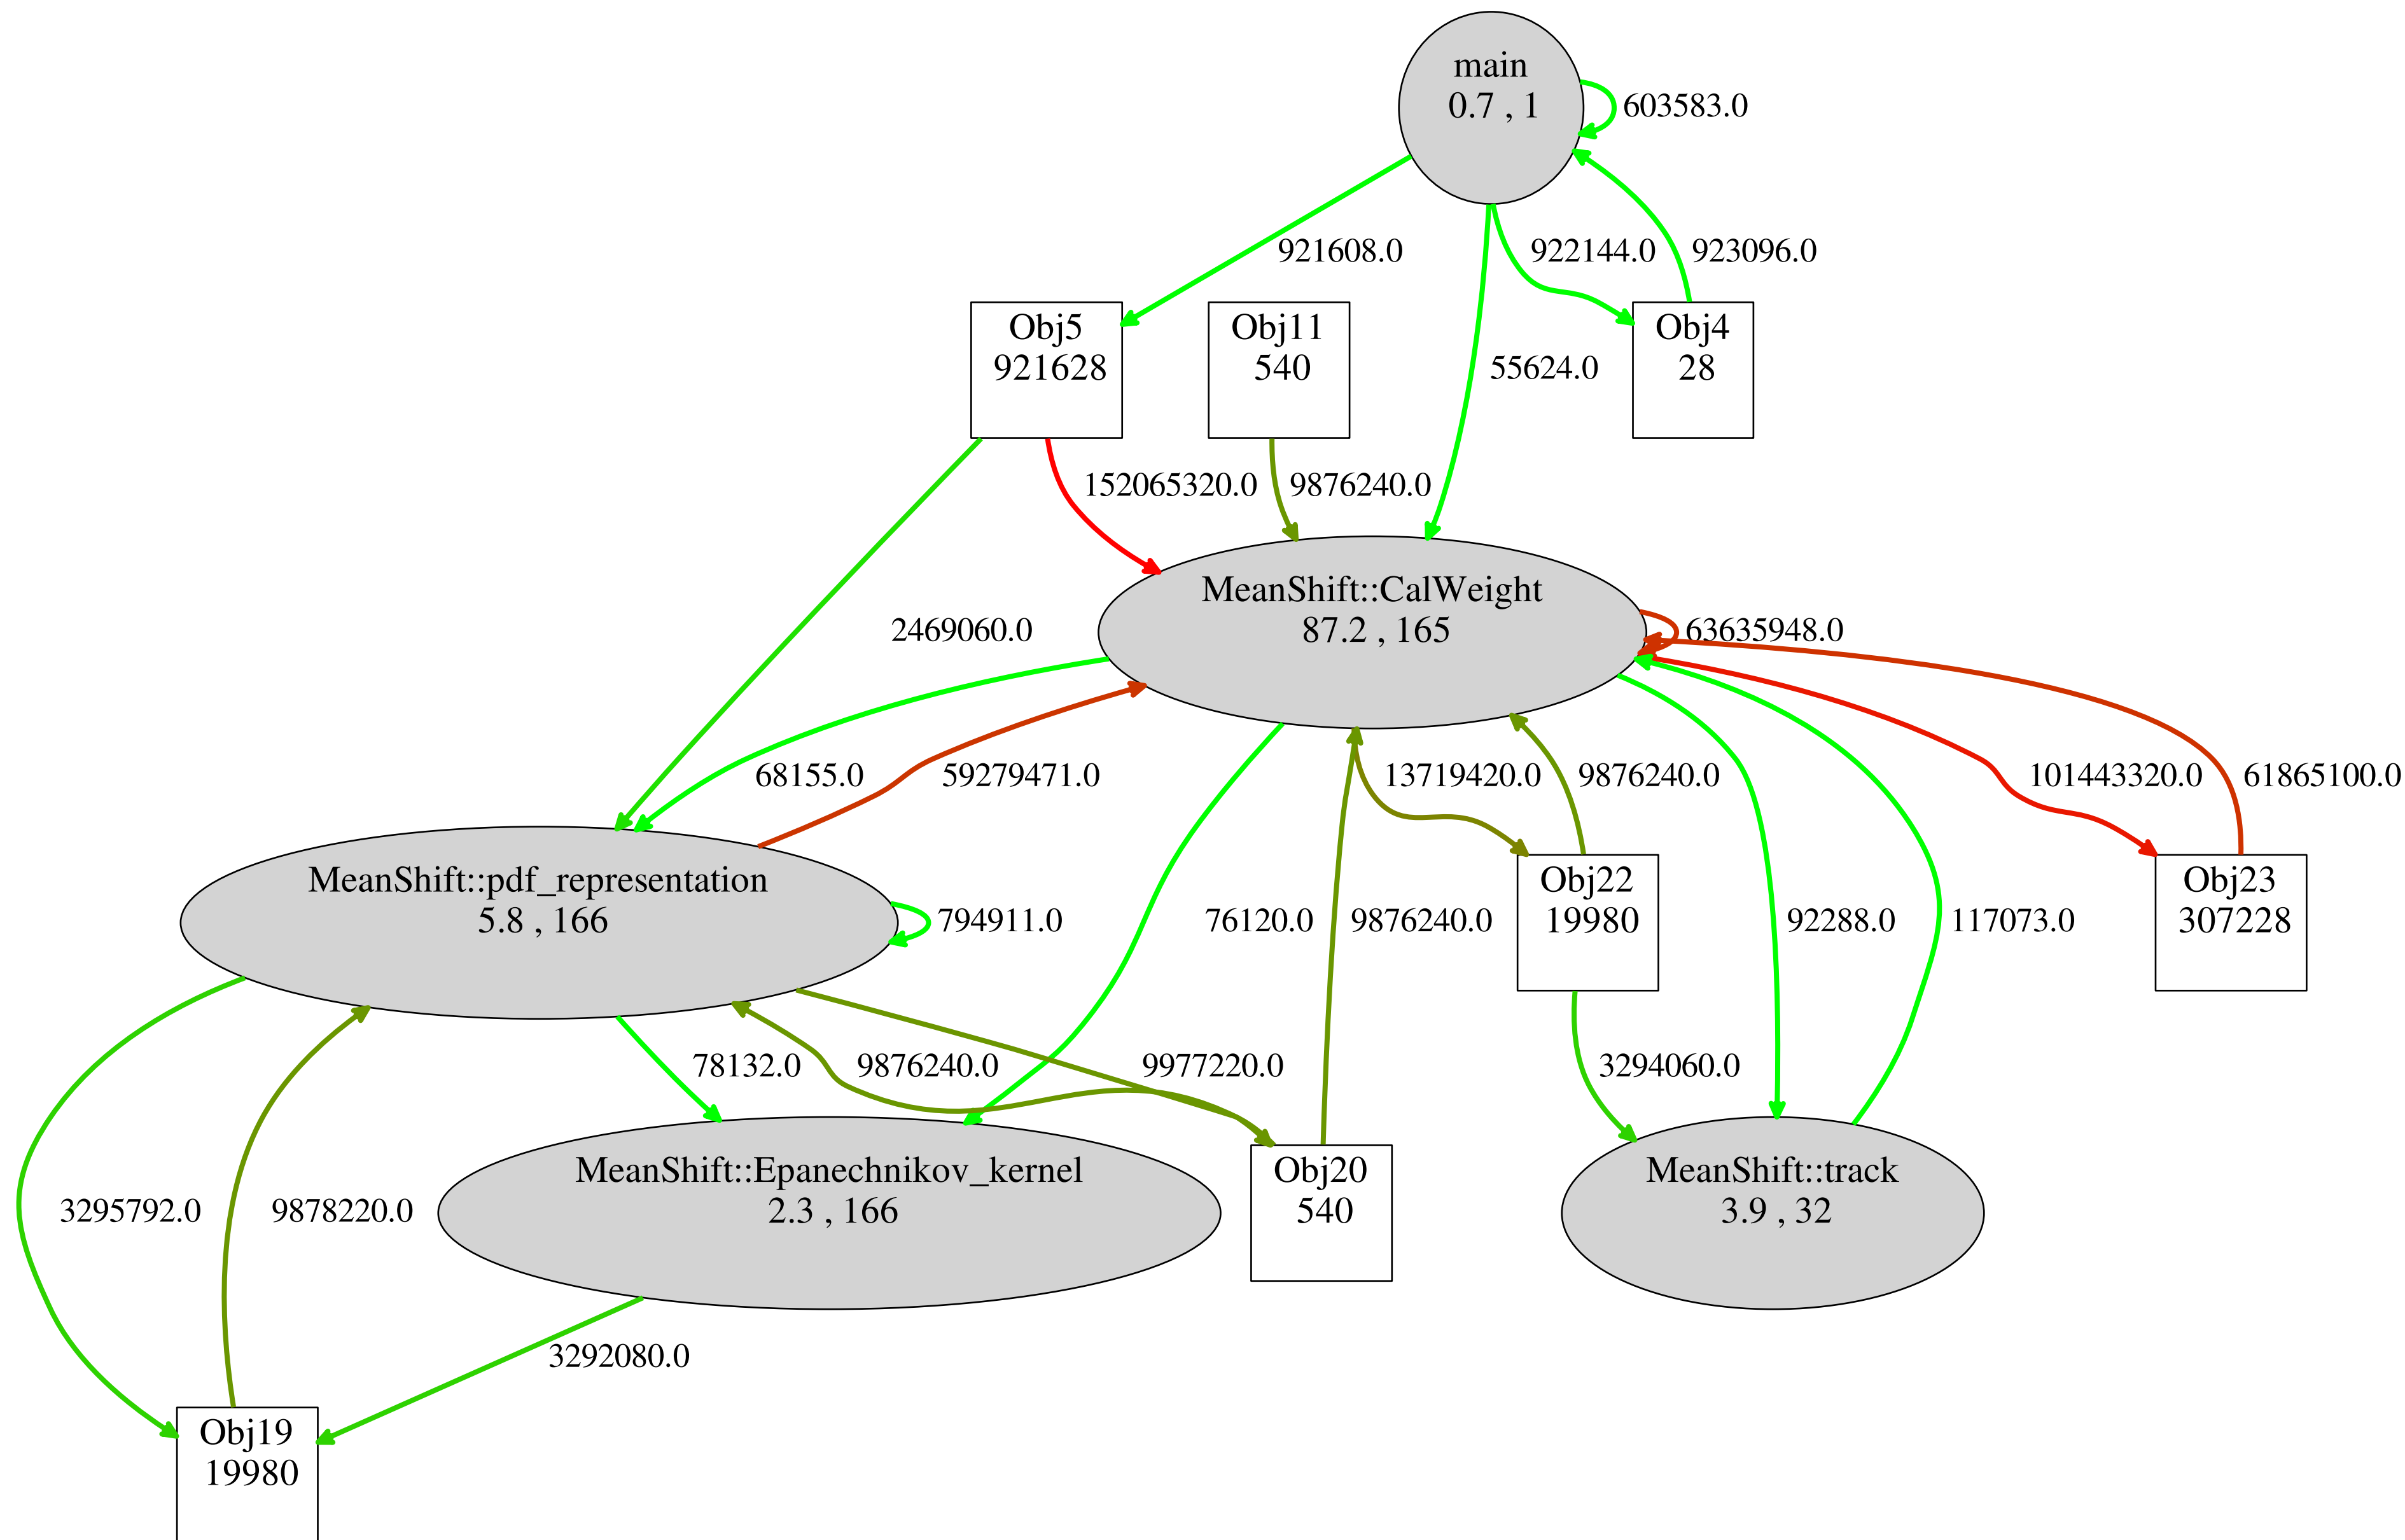 main
0.7 , 1
603583.0
921608.0
922144.0
923096.0
Obj5
921628
Obj11
540
55624.0
Obj4
28
152065320.0
9876240.0
MeanShift::CalWeight
87.2 , 165
2469060.0
63635948.0
68155.0
59279471.0
13719420.0
9876240.0
101443320.0
61865100.0
MeanShift::pdf_representation
5.8 , 166
794911.0
76120.0
9876240.0
Obj22
19980
92288.0
117073.0
Obj23
307228
78132.0
9876240.0
9977220.0
3294060.0
3295792.0
9878220.0
MeanShift::Epanechnikov_kernel
2.3 , 166
Obj20
540
MeanShift::track
3.9 , 32
3292080.0
Obj19
19980